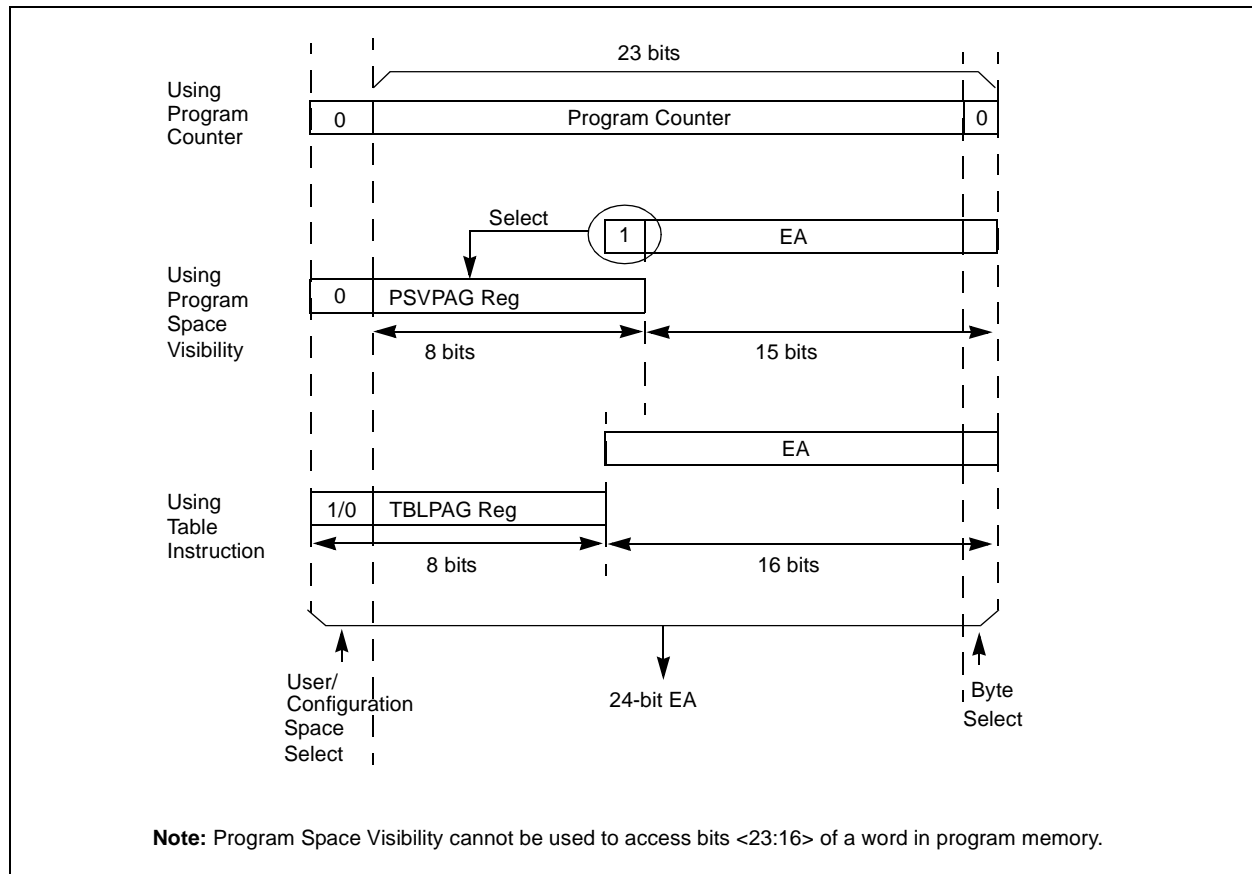 23 bits
Using
Program
Counter
0
Program Counter
0
Select
1
EA
Using
Program
Space
Visibility
0
PSVPAG Reg
8 bits
15 bits
EA
Using
Table
Instruction
1/0
TBLPAG Reg
8 bits
16 bits
User/
Configuration
Space
Select
24-bit EA
Byte
Select
Note: Program Space Visibility cannot be used to access bits <23:16> of a word in program memory.